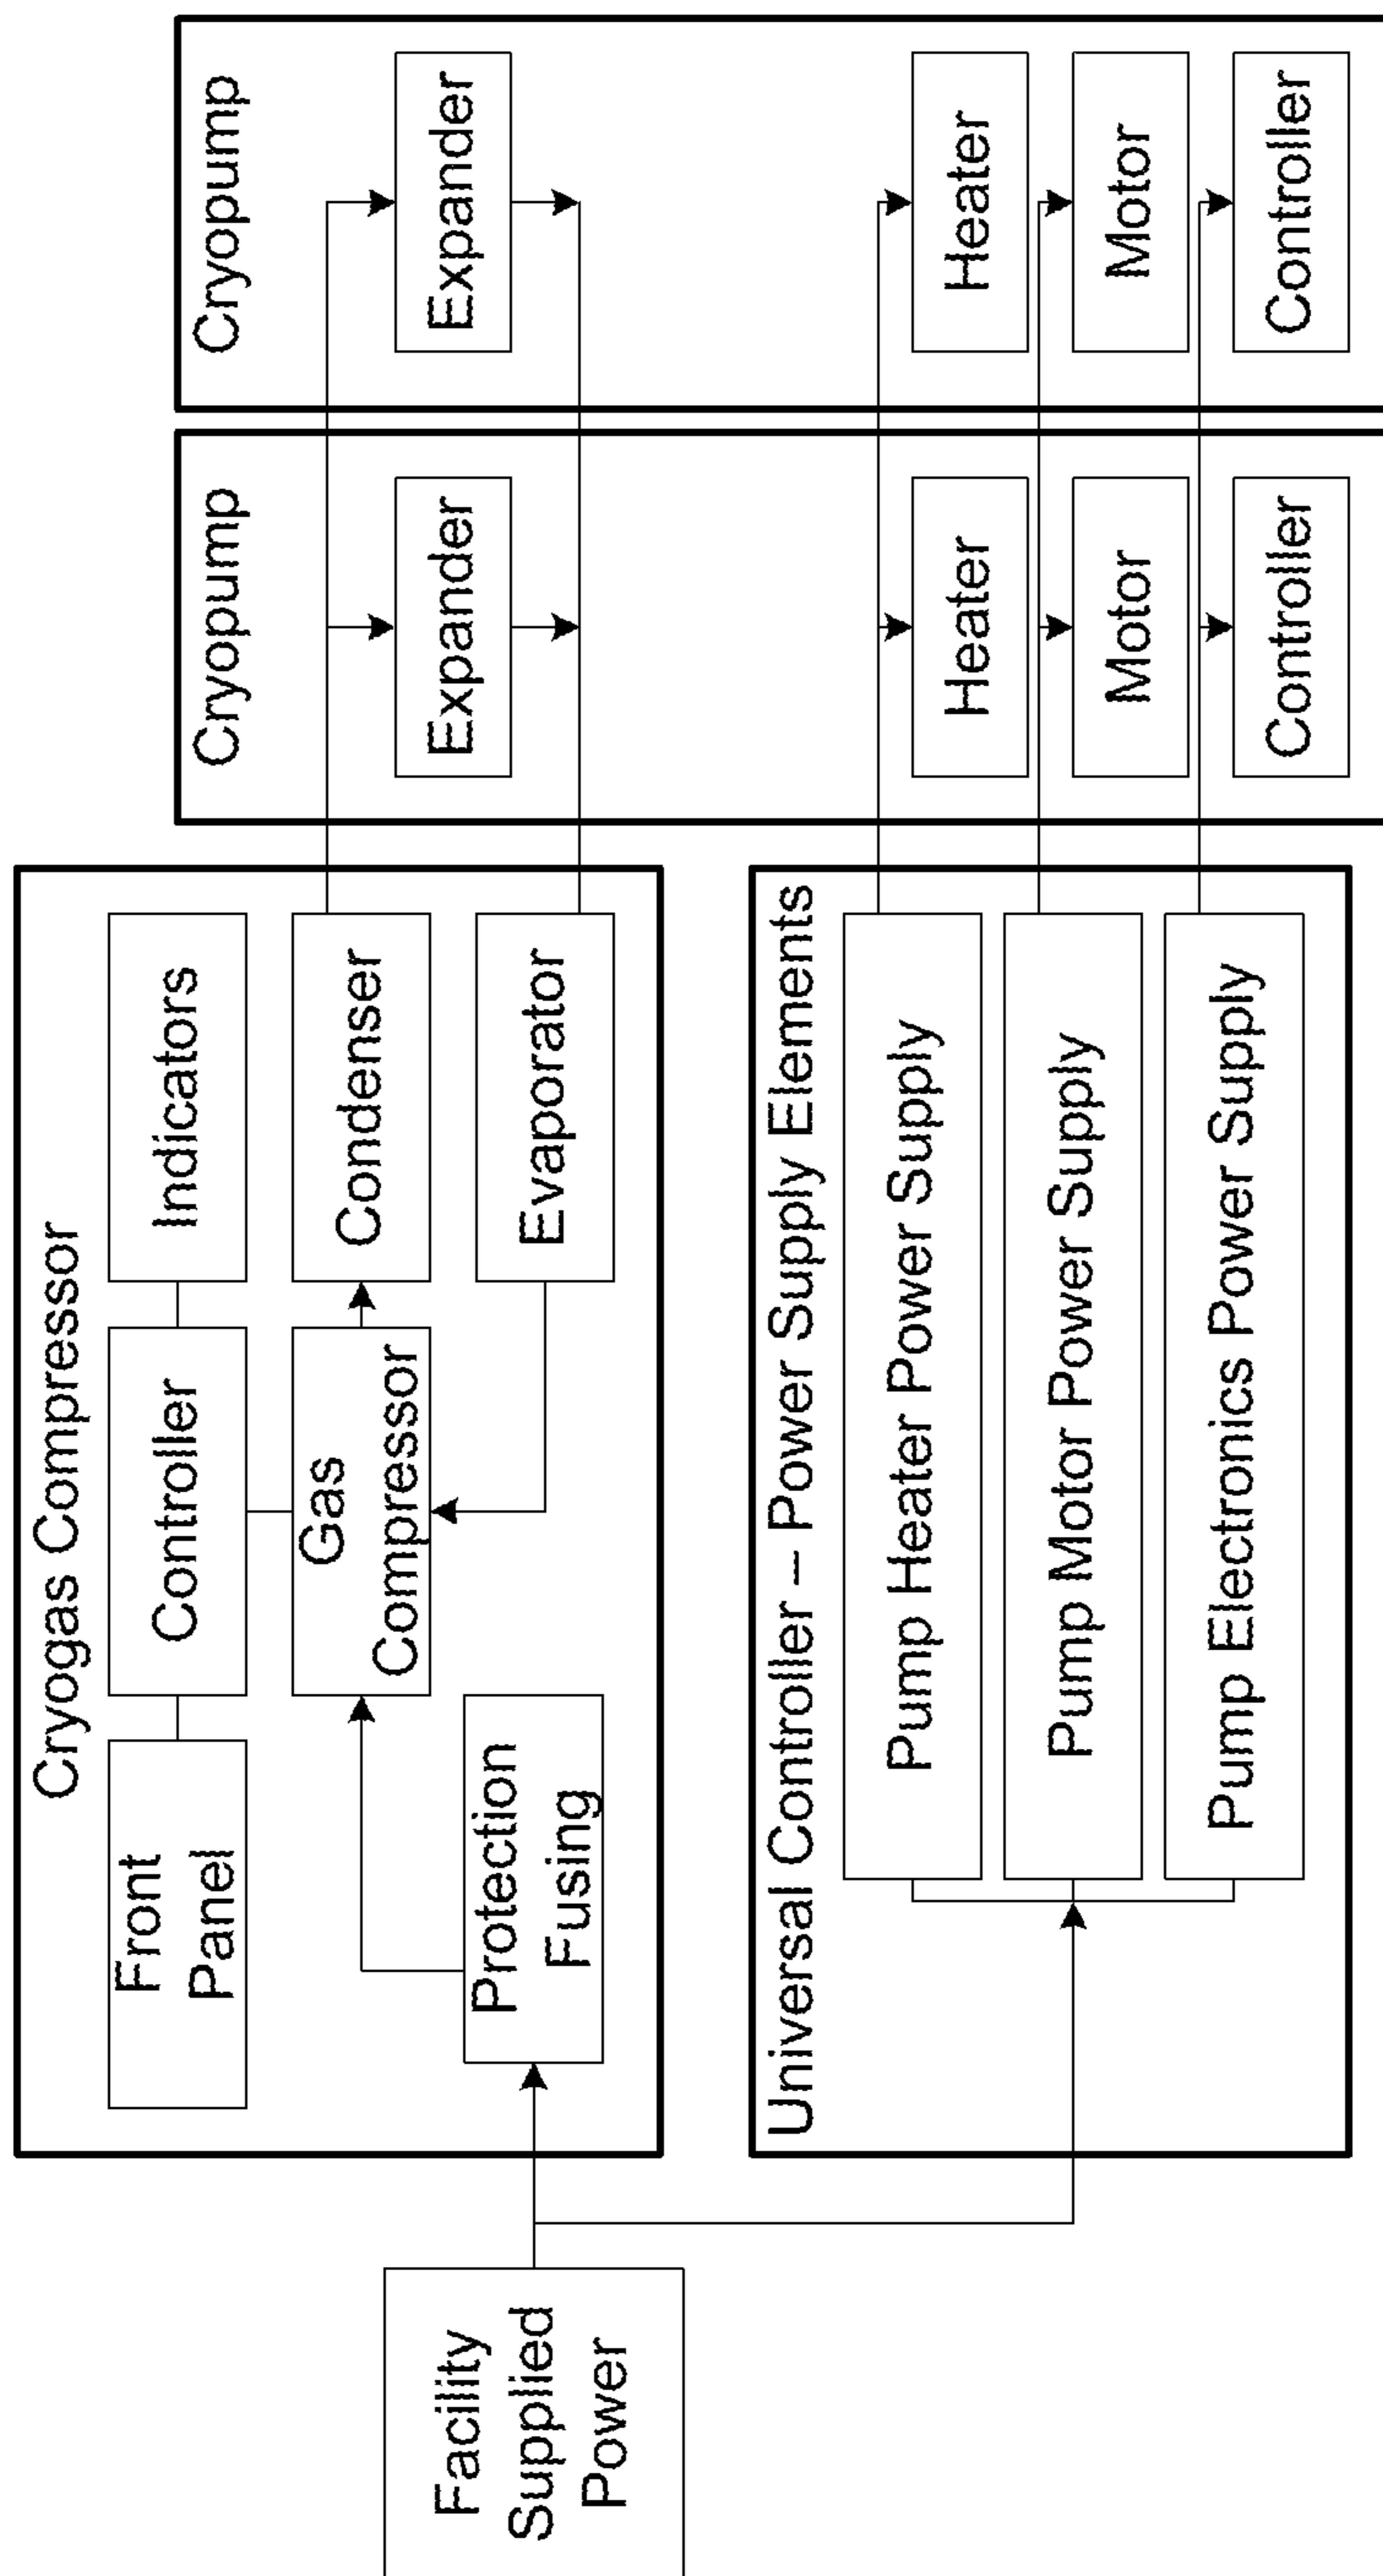 Facility
Supplied
Power
Cryogas Compressor
Front
Panel
Controller
Indicators
Gas
Compressor
Condenser
Protection
Fusing
Evaporator
Universal Controller – Power Supply Elements
Pump Heater Power Supply
Pump Motor Power Supply
Pump Electronics Power Supply
Cryopump
Expander
Heater
Motor
Controller
Cryopump
Expander
Heater
Motor
Controller